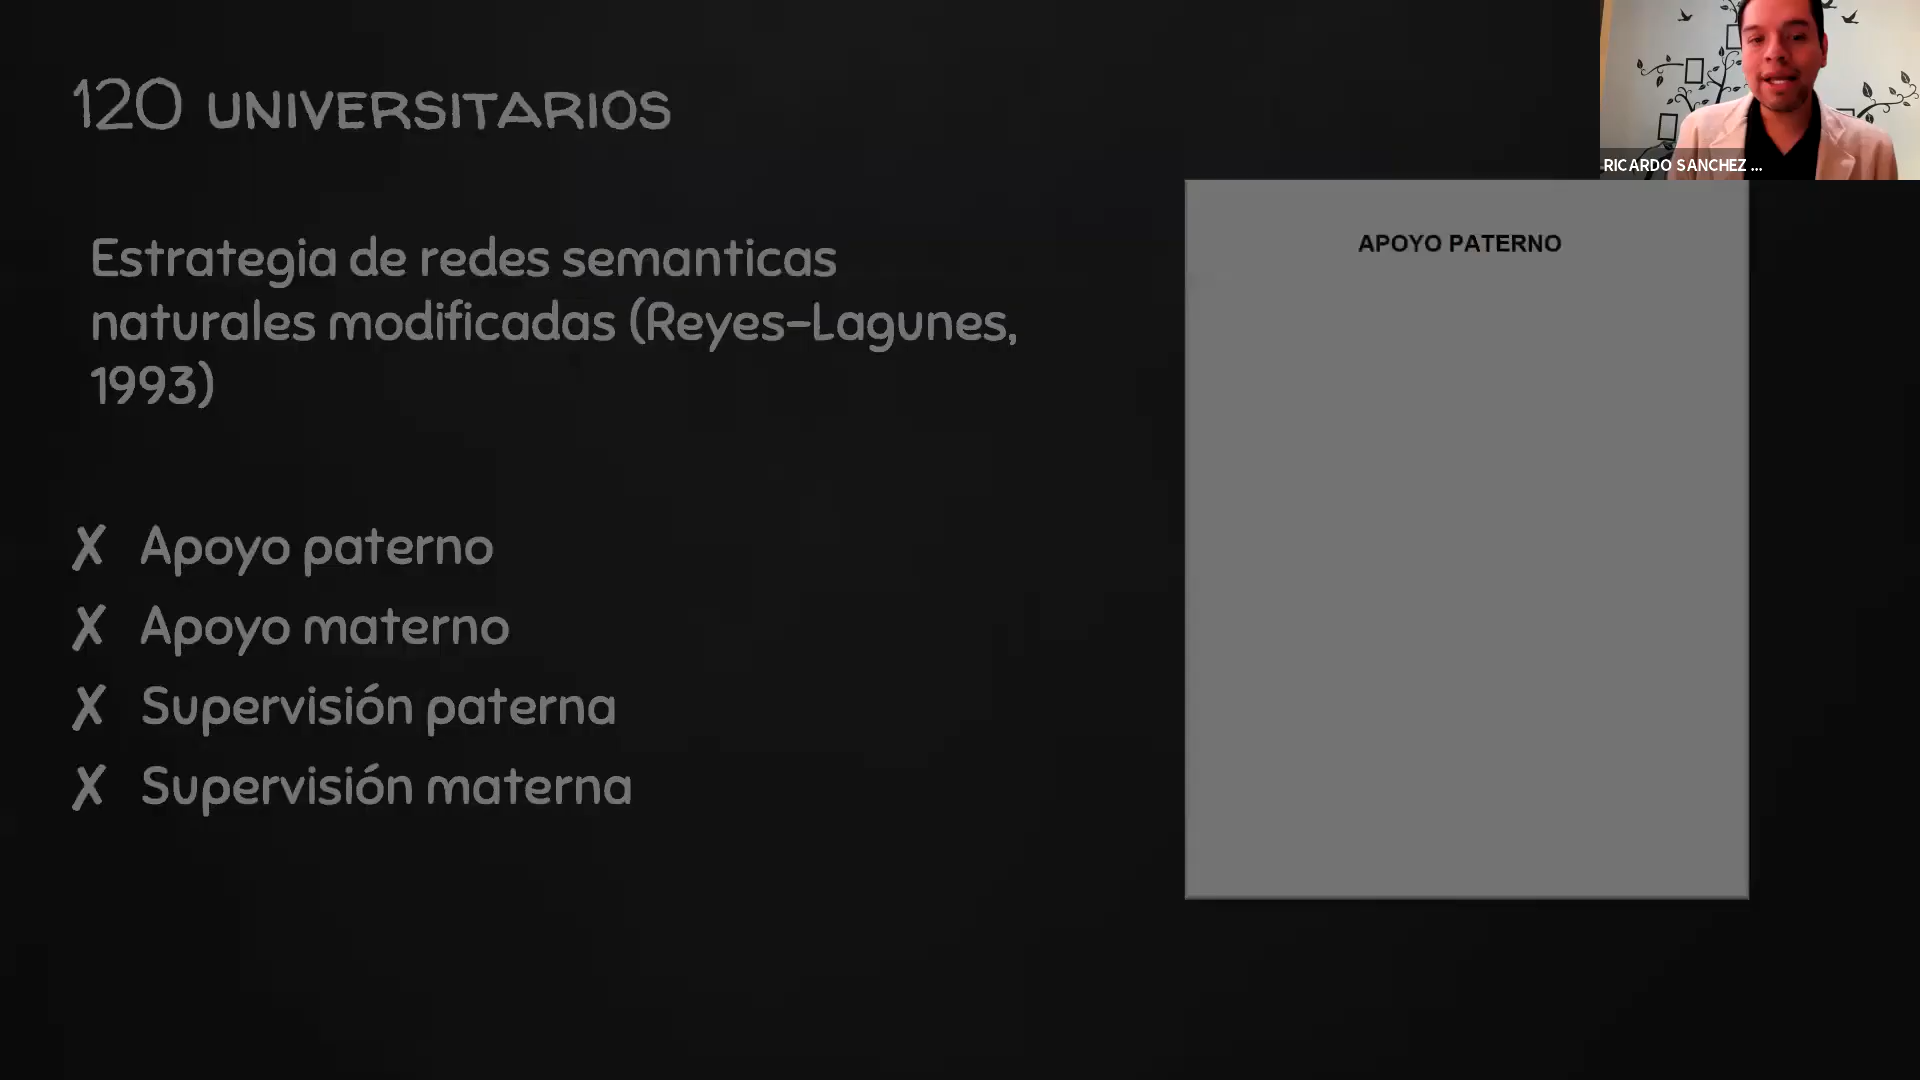 120 UNIVERSITARIOS
Estrategia de redes semanticas
naturales modificadas (Reyes-Lagunes,
1993)
✗ Apoyo paterno
✗ Apoyo materno
✗ Supervisión paterna
✗ Supervisión materna
APOYO PATERNO
RICARDO SANCHEZ ...